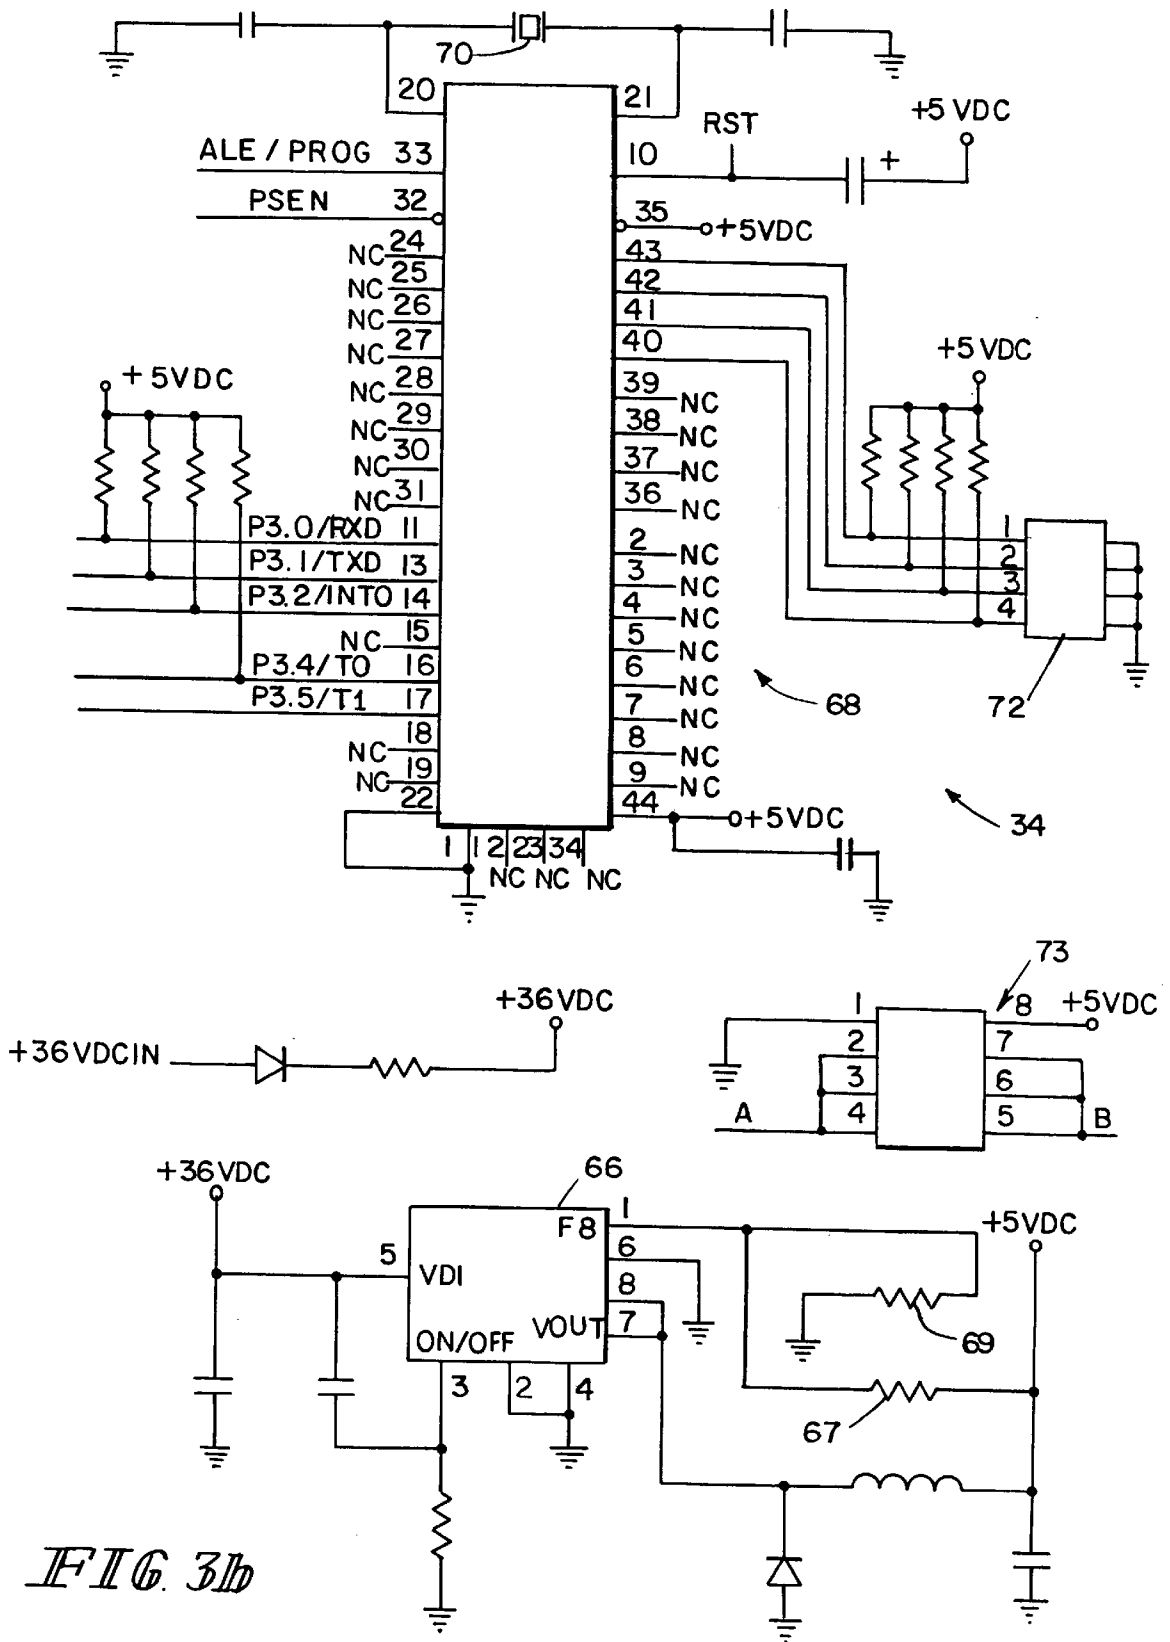 70
20
21
RST
+5 VDC
ALE / PROG 33
10
+
PSEN 32
35
+5VDC
NC 24
43
NC 25
42
NC 26
41
NC 27
40
+5VDC
+5VDC
NC 28
39 NC
NC 29
38 NC
NC 30
37 NC
NC 31
36 NC
P3.0/RXD 11
1
2 NC
2
P3.1/TXD 13
3 NC
3
P3.2/INTO 14
4 NC
4
NC 15
5 NC
P3.4/TO 16
6 NC
P3.5/T1 17
68
72
7 NC
NC 18
8 NC
NC 19
9 NC
22
44
+5VDC
34
1 12 23 34
NC NC NC
73
+36VDC
1
8 +5VDC
+36VDCIN
2
7
3
6
A
4
5
B
+36VDC
66
F8
1
+5VDC
5
VDI
6
8
VOUT
7
ON/OFF
69
3
2
4
67
FIG. 3b